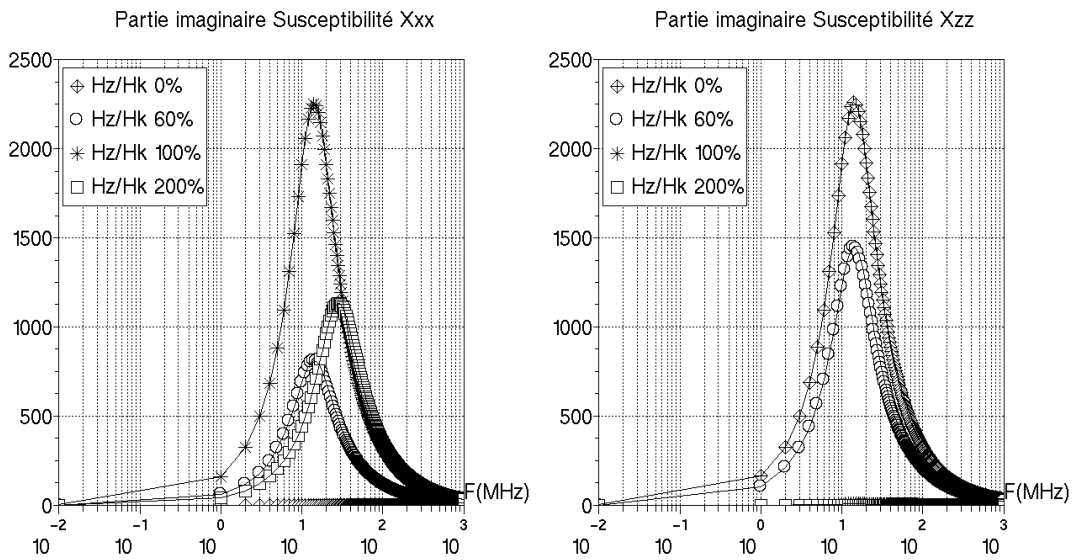 Partie imaginaire Susceptibilité Xxx
2500
2000
1500
1000
500
0
Hz/Hk 0%
Hz/Hk 60%
Hz/Hk 100%
Hz/Hk 200%
F(MHz)
-2 -1 0 1 2 3
10 10 10 10 10 10
Partie imaginaire Susceptibilité Xzz
2500
2000
1500
1000
500
0
Hz/Hk 0%
Hz/Hk 60%
Hz/Hk 100%
Hz/Hk 200%
F(MHz)
-2 -1 0 1 2 3
10 10 10 10 10 10